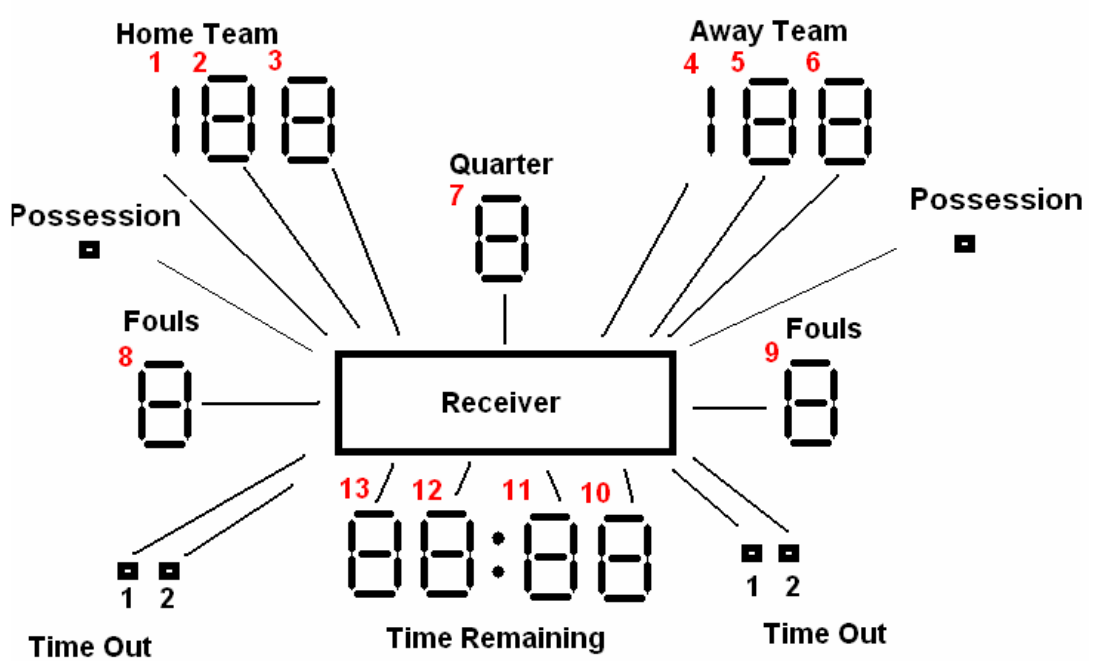 Home Team
Away Team
1 2 3
4 5 6
Quarter
7
Possession
Possession
Fouls
Fouls
8
9
Receiver
13 12 11 10
1 2
1 2
Time Out
Time Remaining
Time Out